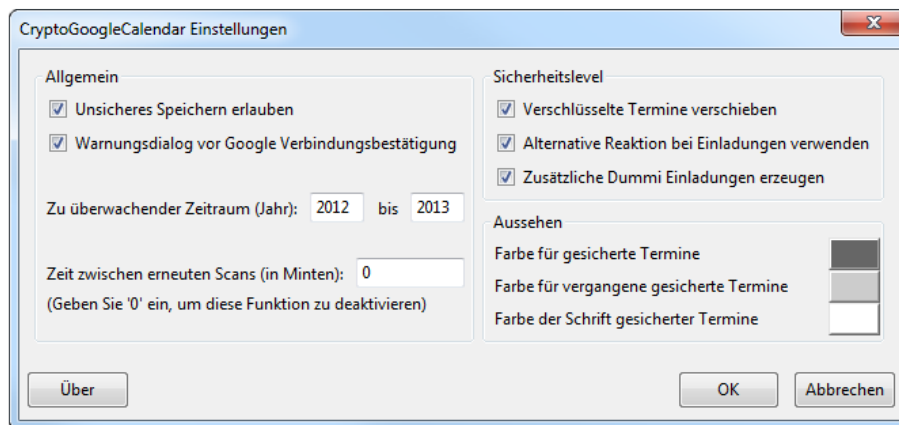 CryptoGoogleCalendar Einstellungen
Allgemein
Unsicheres Speichern erlauben
Warnungsdialog vor Google Verbindungsbestätigung
Zu überwachender Zeitraum (Jahr): 2012 bis 2013
Zeit zwischen erneuten Scans (in Minten): 0
(Geben Sie '0' ein, um diese Funktion zu deaktivieren)
Sicherheitslevel
Verschlüsselte Termine verschieben
Alternative Reaktion bei Einladungen verwenden
Zusätzliche Dummi Einladungen erzeugen
Aussehen
Farbe für gesicherte Termine
Farbe für vergangene gesicherte Termine
Farbe der Schrift gesicherter Termine
Über
OK
Abbrechen